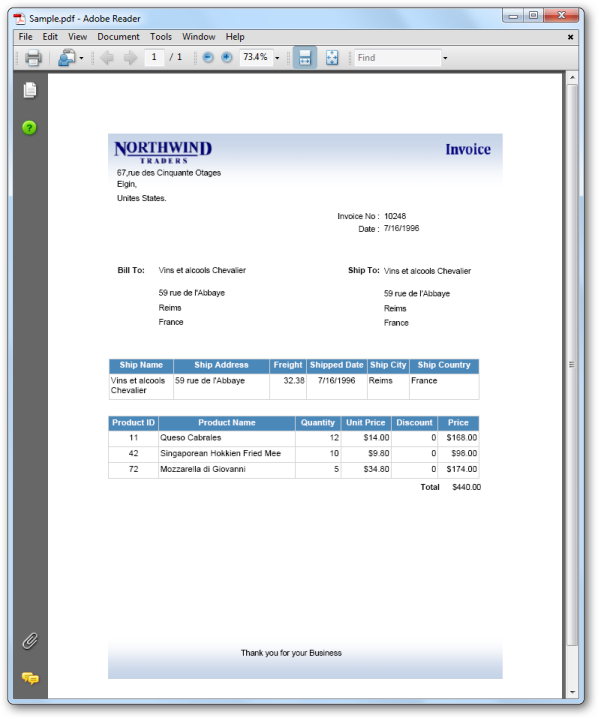 Sample.pdf - Adobe Reader
File Edit View Document Tools Window Help
1 / 1 73.4% Find
NORTHWIND
TRADERS
Invoice
67,rue des Cinquante Otages
Elgin,
Unites States.
Invoice No : 10248
Date : 7/16/1996
Bill To: Vins et alcools Chevalier Ship To: Vins et alcools Chevalier
59 rue de l'Abbaye 59 rue de l'Abbaye
Reims Reims
France France
Ship Name Ship Address Freight Shipped Date Ship City Ship Country
Vins et alcools 59 rue de l'Abbaye 32.38 7/16/1996 Reims France
Chevalier
Product ID Product Name Quantity Unit Price Discount Price
11 Queso Cabrales 12 $14.00 0 $168.00
42 Singaporean Hokkien Fried Mee 10 $9.80 0 $98.00
72 Mozzarella di Giovanni 5 $34.80 0 $174.00
Total $440.00
Thank you for your Business